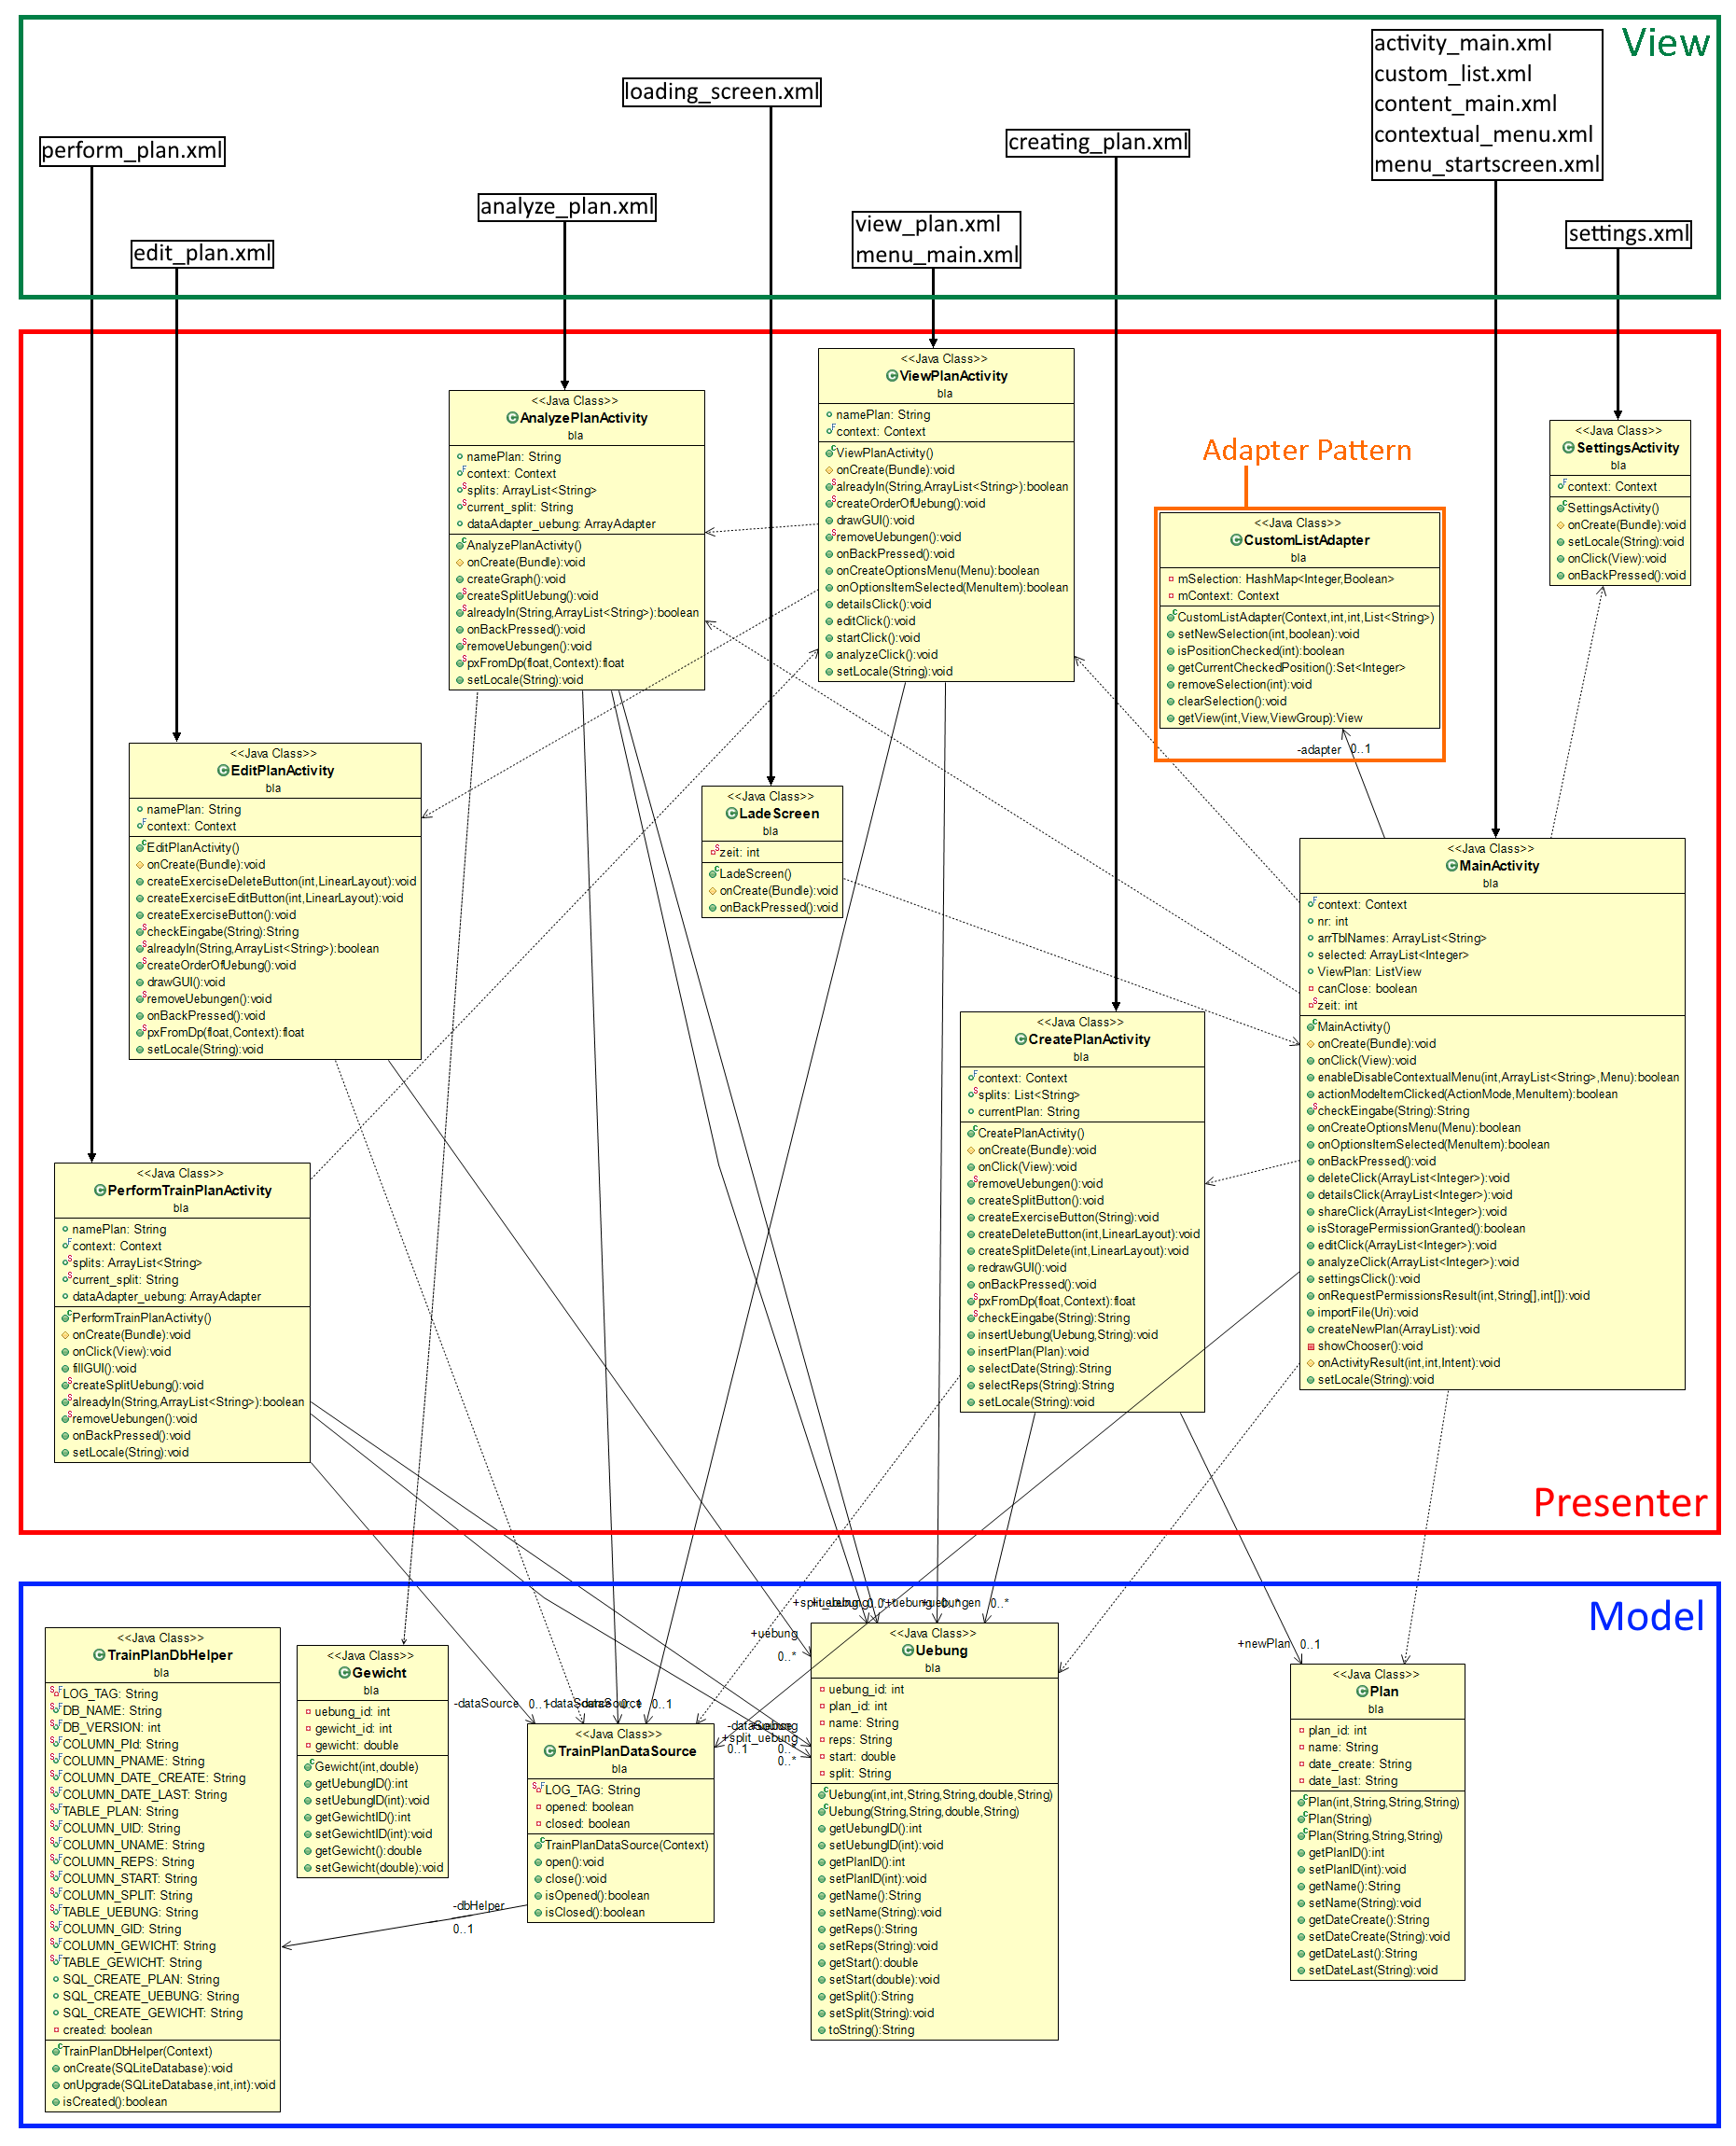 View
activity_main.xml
custom_list.xml
content_main.xml
contextual_menu.xml
menu_startscreen.xml
loading_screen.xml
creating_plan.xml
perform_plan.xml
analyze_plan.xml
view_plan.xml
menu_main.xml
settings.xml
edit_plan.xml
<<Java Class>>
ViewPlanActivity
bla
namePlan: String
context: Context
ViewPlanActivity()
onCreate(Bundle):void
alreadyIn(String,ArrayList<String>):boolean
createOrderOfUebung():void
drawGUI():void
removeUebungen():void
onBackPressed():void
onCreateOptionsMenu(Menu):boolean
onOptionsItemSelected(MenuItem):boolean
detailsClick():void
editClick():void
startClick():void
analyzeClick():void
setLocale(String):void
<<Java Class>>
AnalyzePlanActivity
bla
namePlan: String
context: Context
splits: ArrayList<String>
current_split: String
dataAdapter_uebung: ArrayAdapter
AnalyzePlanActivity()
onCreate(Bundle):void
createGraph():void
createSplitUebung():void
alreadyIn(String,ArrayList<String>):boolean
onBackPressed():void
removeUebungen():void
pxFromDp(float,Context):float
setLocale(String):void
<<Java Class>>
SettingsActivity
bla
context: Context
SettingsActivity()
onCreate(Bundle):void
setLocale(String):void
onClick(View):void
onBackPressed():void
Adapter Pattern
<<Java Class>>
CustomListAdapter
bla
mSelection: HashMap<Integer,Boolean>
mContext: Context
CustomListAdapter(Context,int,int,List<String>)
setNewSelection(int,boolean):void
isPositionChecked(int):boolean
getCurrentCheckedPosition():Set<Integer>
removeSelection(int):void
clearSelection():void
getView(int,View,ViewGroup):View
-adapter 0..1
<<Java Class>>
EditPlanActivity
bla
namePlan: String
context: Context
EditPlanActivity()
onCreate(Bundle):void
createExerciseDeleteButton(int,LinearLayout):void
createExerciseEditButton(int,LinearLayout):void
createExerciseButton():void
checkEingabe(String):String
alreadyIn(String,ArrayList<String>):boolean
createOrderOfUebung():void
drawGUI():void
removeUebungen():void
onBackPressed():void
pxFromDp(float,Context):float
setLocale(String):void
<<Java Class>>
LadeScreen
bla
zeit: int
LadeScreen()
onCreate(Bundle):void
onBackPressed():void
<<Java Class>>
MainActivity
bla
context: Context
nr: int
arrTblNames: ArrayList<String>
selected: ArrayList<Integer>
ViewPlan: ListView
canClose: boolean
zeit: int
MainActivity()
onCreate(Bundle):void
onClick(View):void
enableDisableContextualMenu(int,ArrayList<String>,Menu):boolean
actionModeItemClicked(ActionMode,MenuItem):boolean
checkEingabe(String):String
onCreateOptionsMenu(Menu):boolean
onOptionsItemSelected(MenuItem):boolean
onBackPressed():void
deleteClick(ArrayList<Integer>):void
detailsClick(ArrayList<Integer>):void
shareClick(ArrayList<Integer>):void
isStoragePermissionGranted():boolean
editClick(ArrayList<Integer>):void
analyzeClick(ArrayList<Integer>):void
settingsClick():void
onRequestPermissionsResult(int,String[],int[]):void
importFile(Uri):void
createNewPlan(ArrayList):void
showChooser():void
onActivityResult(int,int,Intent):void
setLocale(String):void
<<Java Class>>
CreatePlanActivity
bla
context: Context
splits: List<String>
currentPlan: String
CreatePlanActivity()
onCreate(Bundle):void
onClick(View):void
removeUebungen():void
createSplitButton():void
createExerciseButton(String):void
createDeleteButton(int,LinearLayout):void
createSplitDelete(int,LinearLayout):void
redrawGUI():void
onBackPressed():void
pxFromDp(float,Context):float
checkEingabe(String):String
insertUebung(Uebung,String):void
insertPlan(Plan):void
selectDate(String):String
selectReps(String):String
setLocale(String):void
<<Java Class>>
PerformTrainPlanActivity
bla
namePlan: String
context: Context
splits: ArrayList<String>
current_split: String
dataAdapter_uebung: ArrayAdapter
PerformTrainPlanActivity()
onCreate(Bundle):void
onClick(View):void
fillGUI():void
createSplitUebung():void
alreadyIn(String,ArrayList<String>):boolean
removeUebungen():void
onBackPressed():void
setLocale(String):void
Presenter
Model
0..*
+uebung
0..*
+newPlan 0..1
<<Java Class>>
TrainPlanDbHelper
bla
LOG_TAG: String
DB_NAME: String
DB_VERSION: int
COLUMN_PId: String
COLUMN_PNAME: String
COLUMN_DATE_CREATE: String
COLUMN_DATE_LAST: String
TABLE_PLAN: String
COLUMN_UID: String
COLUMN_UNAME: String
COLUMN_REPS: String
COLUMN_START: String
COLUMN_SPLIT: String
TABLE_UEBUNG: String
COLUMN_GID: String
COLUMN_GEWICHT: String
TABLE_GEWICHT: String
SQL_CREATE_PLAN: String
SQL_CREATE_UEBUNG: String
SQL_CREATE_GEWICHT: String
created: boolean
TrainPlanDbHelper(Context)
onCreate(SQLiteDatabase):void
onUpgrade(SQLiteDatabase,int,int):void
isCreated():boolean
<<Java Class>>
Gewicht
bla
uebung_id: int
gewicht_id: int
gewicht: double
Gewicht(int,double)
getUebungID():int
setUebungID(int):void
getGewichtID():int
setGewichtID(int):void
getGewicht():double
setGewicht(double):void
-dataSource 0..1
0..1
+split_uebung
0..1
0..*
<<Java Class>>
TrainPlanDataSource
bla
LOG_TAG: String
opened: boolean
closed: boolean
TrainPlanDataSource(Context)
open():void
close():void
isOpened():boolean
isClosed():boolean
-dbHelper
0..1
<<Java Class>>
Uebung
bla
uebung_id: int
plan_id: int
name: String
reps: String
start: double
split: String
Uebung(int,int,String,String,double,String)
Uebung(String,String,double,String)
getUebungID():int
setUebungID(int):void
getPlanID():int
setPlanID(int):void
getName():String
setName(String):void
getReps():String
setReps(String):void
getStart():double
setStart(double):void
getSplit():String
setSplit(String):void
toString():String
<<Java Class>>
Plan
bla
plan_id: int
name: String
date_create: String
date_last: String
Plan(int,String,String,String)
Plan(String)
Plan(String,String,String)
getPlanID():int
setPlanID(int):void
getName():String
setName(String):void
getDateCreate():String
setDateCreate(String):void
getDateLast():String
setDateLast(String):void